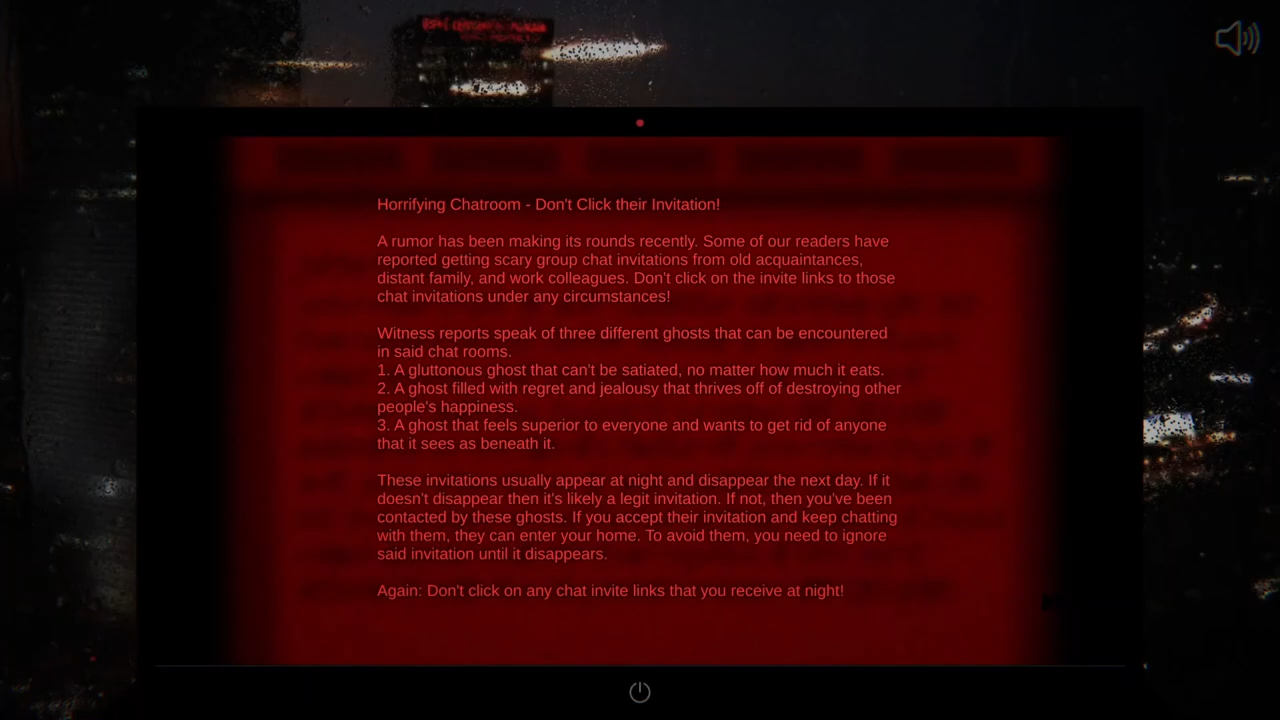 Horrifying Chatroom - Don't Click their Invitation!
A rumor has been making its rounds recently. Some of our readers have
reported getting scary group chat invitations from old acquaintances,
distant family, and work colleagues. Don't click on the invite links to those
chat invitations under any circumstances!
Witness reports speak of three different ghosts that can be encountered
in said chat rooms.
1. A gluttonous ghost that can't be satiated, no matter how much it eats.
2. A ghost filled with regret and jealousy that thrives off of destroying other
people's happiness.
3. A ghost that feels superior to everyone and wants to get rid of anyone
that it sees as beneath it.
These invitations usually appear at night and disappear the next day. If it
doesn't disappear then it's likely a legit invitation. If not, then you've been
contacted by these ghosts. If you accept their invitation and keep chatting
with them, they can enter your home. To avoid them, you need to ignore
said invitation until it disappears.
Again: Don't click on any chat invite links that you receive at night!